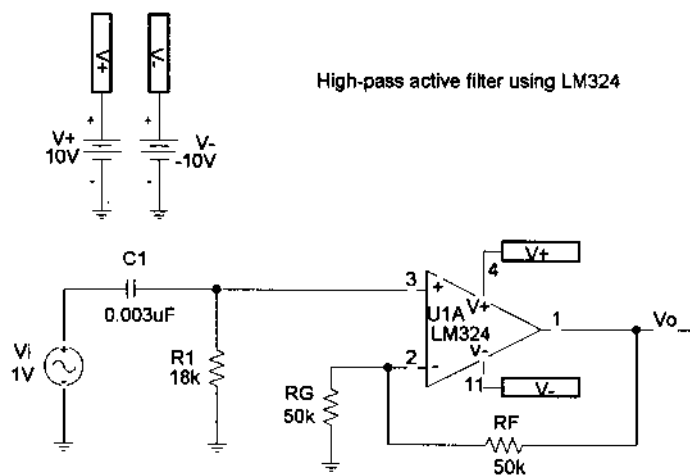 V+
V-
High-pass active filter using LM324
+
+
V+
10V
V-
-10V
-
-
C1
0.003uF
3
+
4
V+
V+
U1A
LM324
1
Vo
Vi
1V
+
-
R1
18k
2
-
V-
11
V-
RG
50k
RF
50k